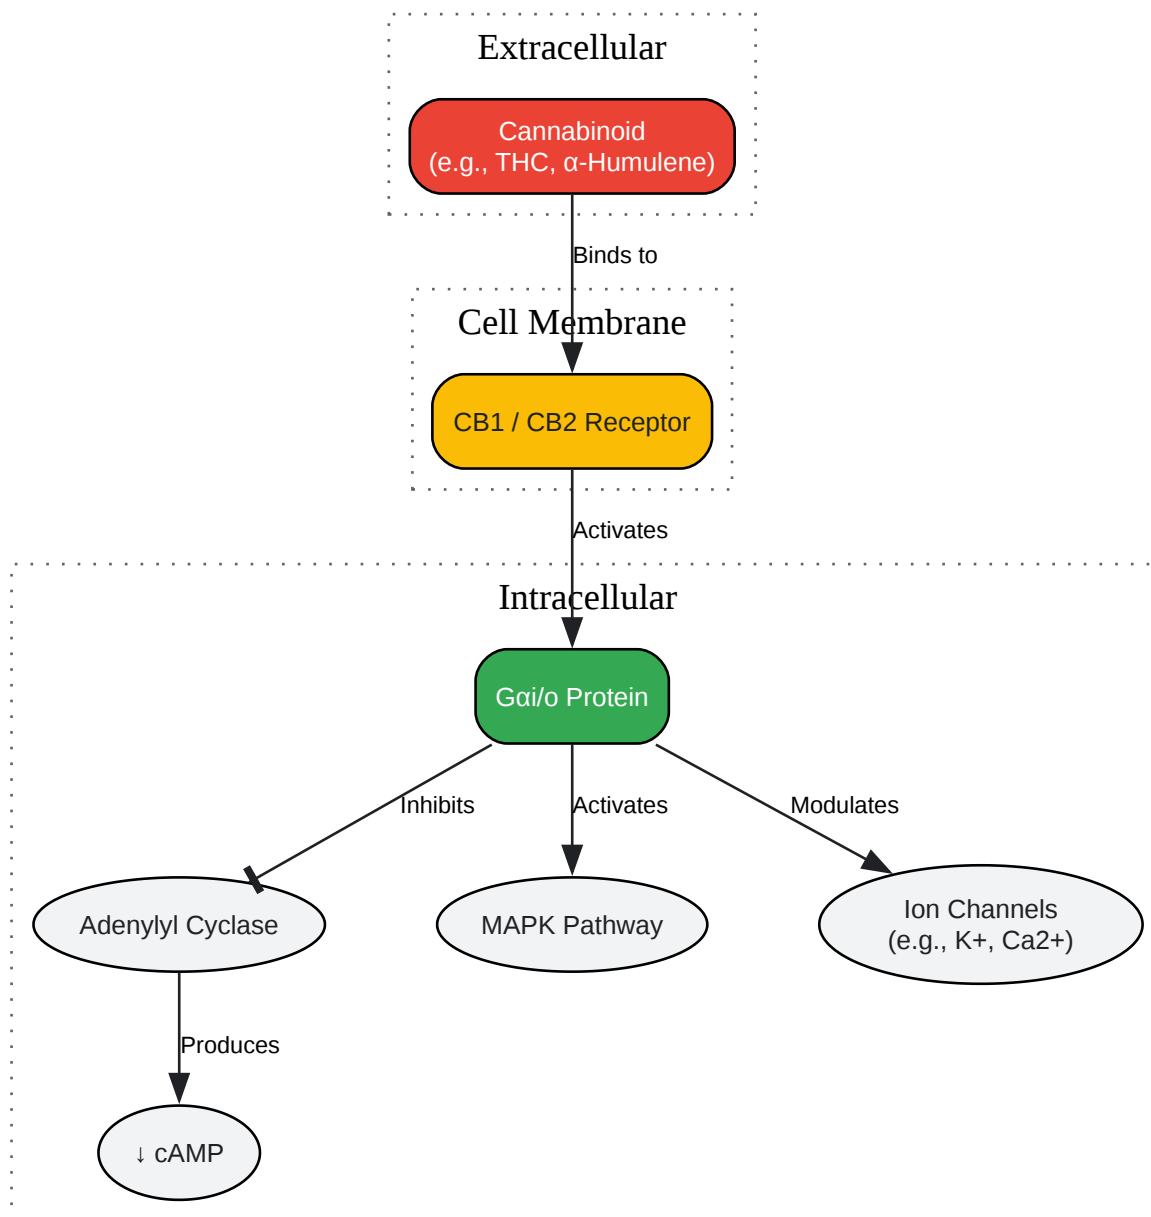 Extracellular
Cannabinoid
(e.g., THC, α-Humulene)
Binds to
Cell Membrane
CB1 / CB2 Receptor
Activates
Intracellular
Gαi/o Protein
Inhibits
Activates
Modulates
Adenylyl Cyclase
MAPK Pathway
Ion Channels
(e.g., K+, Ca2+)
Produces
↓ cAMP